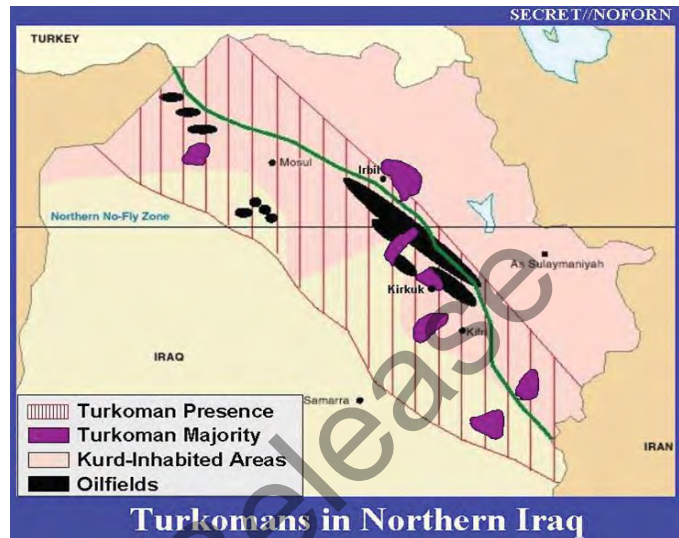 SECRET//NOFORN
TURKEY
Mosul
Irbil
Northern No-Fly Zone
As Sulaymaniyah
Kirkuk
Kifri
IRAQ
Samarra
IRAN
Turkoman Presence
Turkoman Majority
Kurd-Inhabited Areas
Oilfields
Turkomans in Northern Iraq
elease